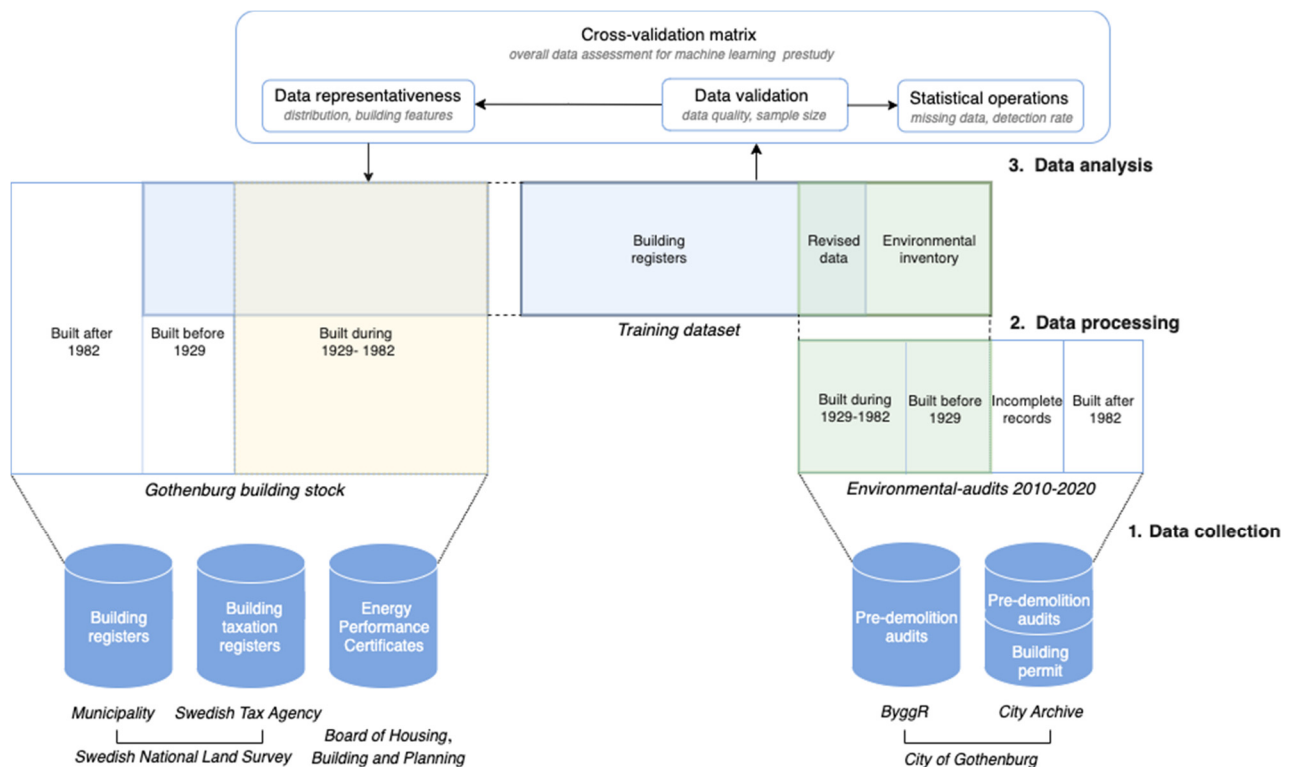 Cross-validation matrix
overall data assessment for machine learning prestudy
Data representativeness
distribution, building features
Data validation
data quality, sample size
Statistical operations
missing data, detection rate
3. Data analysis
Building
registers
Revised
data
Environmental
inventory
Training dataset
2. Data processing
Built after
1982
Built before
1929
Built during
1929- 1982
Built during
1929-1982
Built before
1929
Incomplete
records
Built after
1982
Gothenburg building stock
Environmental-audits 2010-2020
1. Data collection
Building
registers
Building
taxation
registers
Energy
Performance
Certificates
Pre-demolition
audits
Pre-demolition
audits
Building
permit
Municipality
Swedish Tax Agency
Swedish National Land Survey
Board of Housing,
Building and Planning
ByggR
City Archive
City of Gothenburg